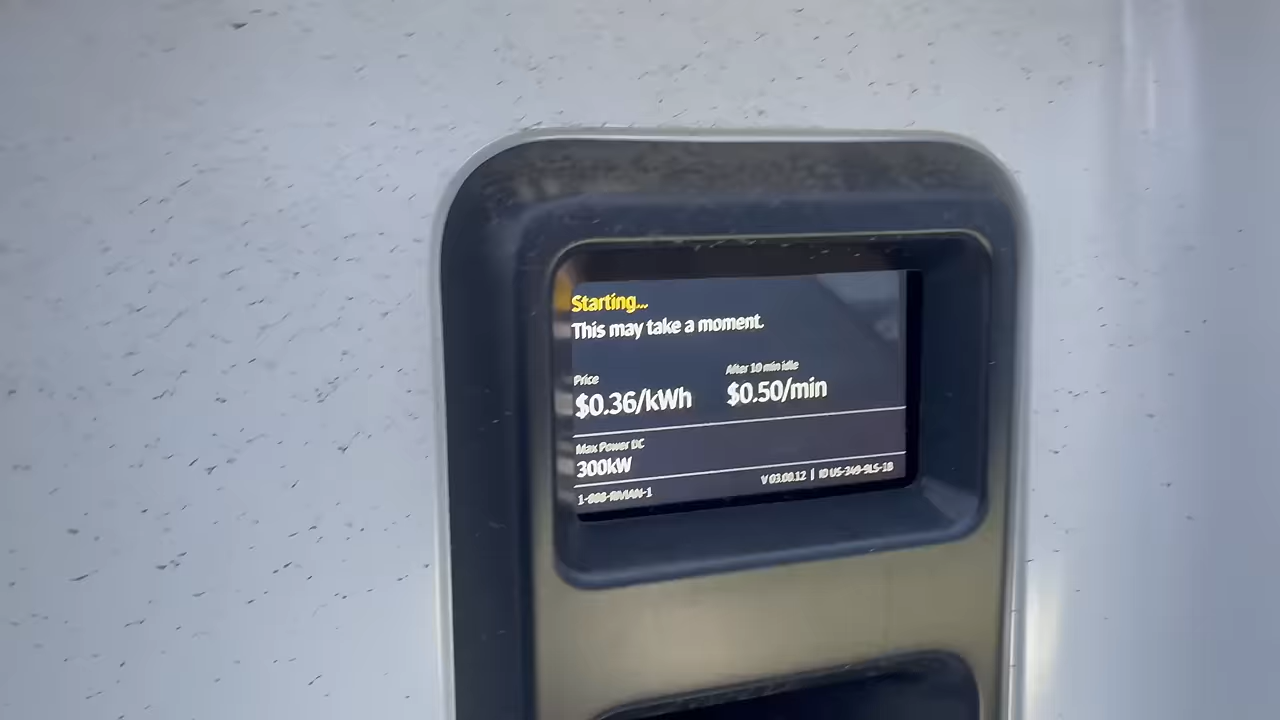 Starting...
This may take a moment.
Price
After 10 min idle
$0.36/kWh
$0.50/min
Max Power DC
300kW
V 03.00.12 | ID US-349-9LS-1B
1-888-RIVIAN-1